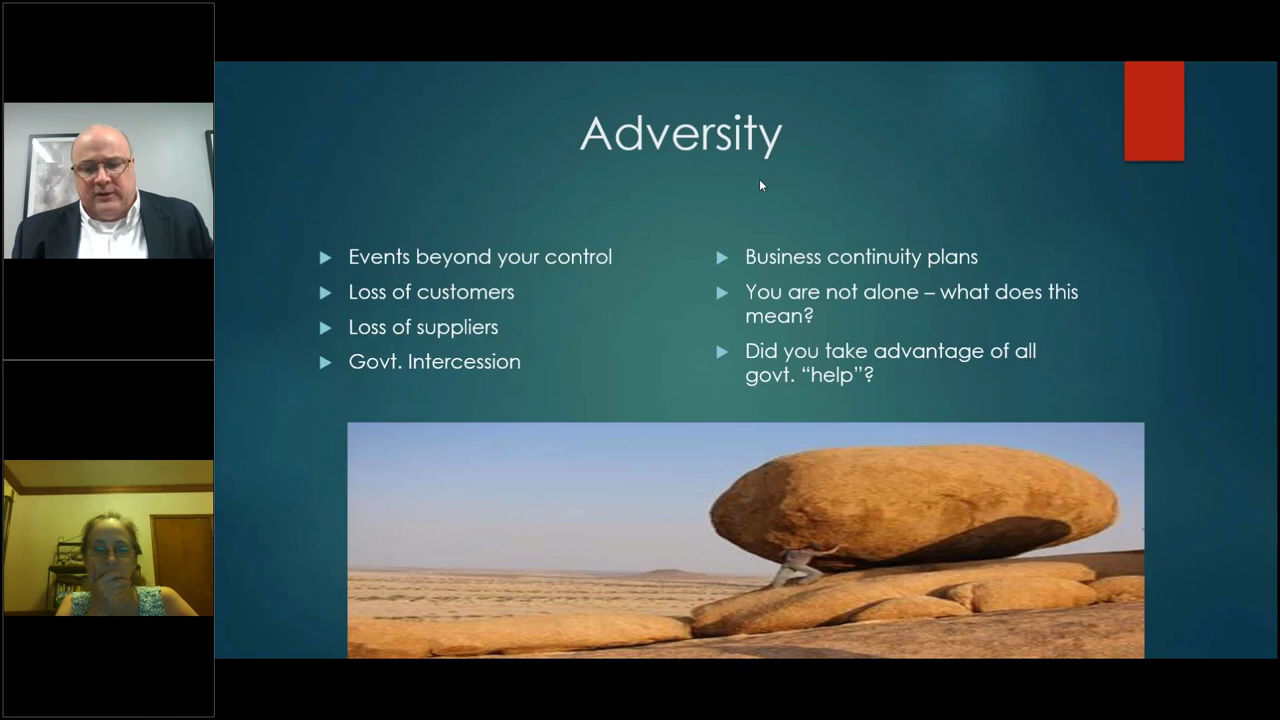 Adversity
Events beyond your control
Loss of customers
Loss of suppliers
Govt. Intercession
Business continuity plans
You are not alone – what does this
mean?
Did you take advantage of all
govt. “help”?